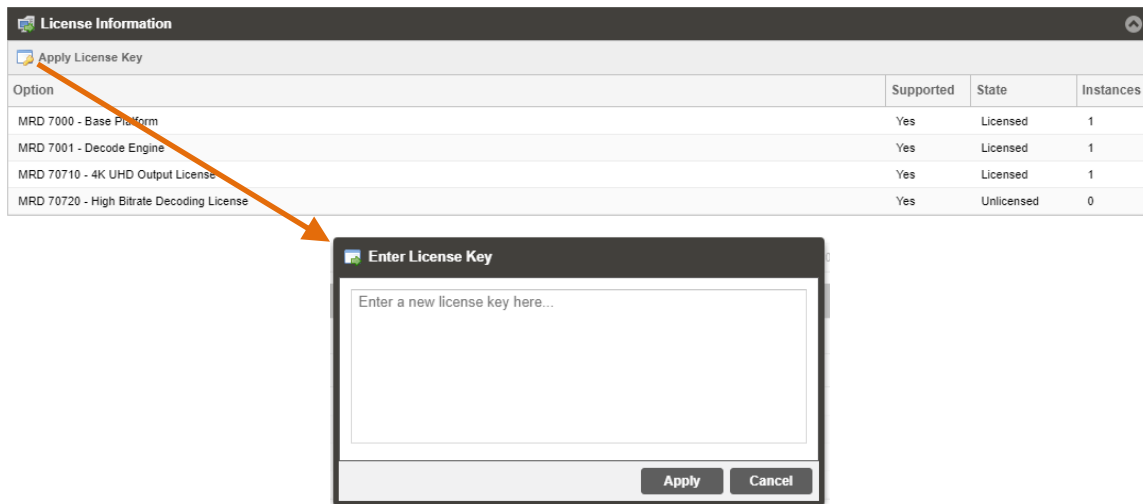 License Information
Apply License Key
Option Supported State Instances
MRD 7000 - Base Platform Yes Licensed 1
MRD 7001 - Decode Engine Yes Licensed 1
MRD 70710 - 4K UHD Output License Yes Licensed 1
MRD 70720 - High Bitrate Decoding License Yes Unlicensed 0
Enter License Key
Enter a new license key here...
Apply Cancel